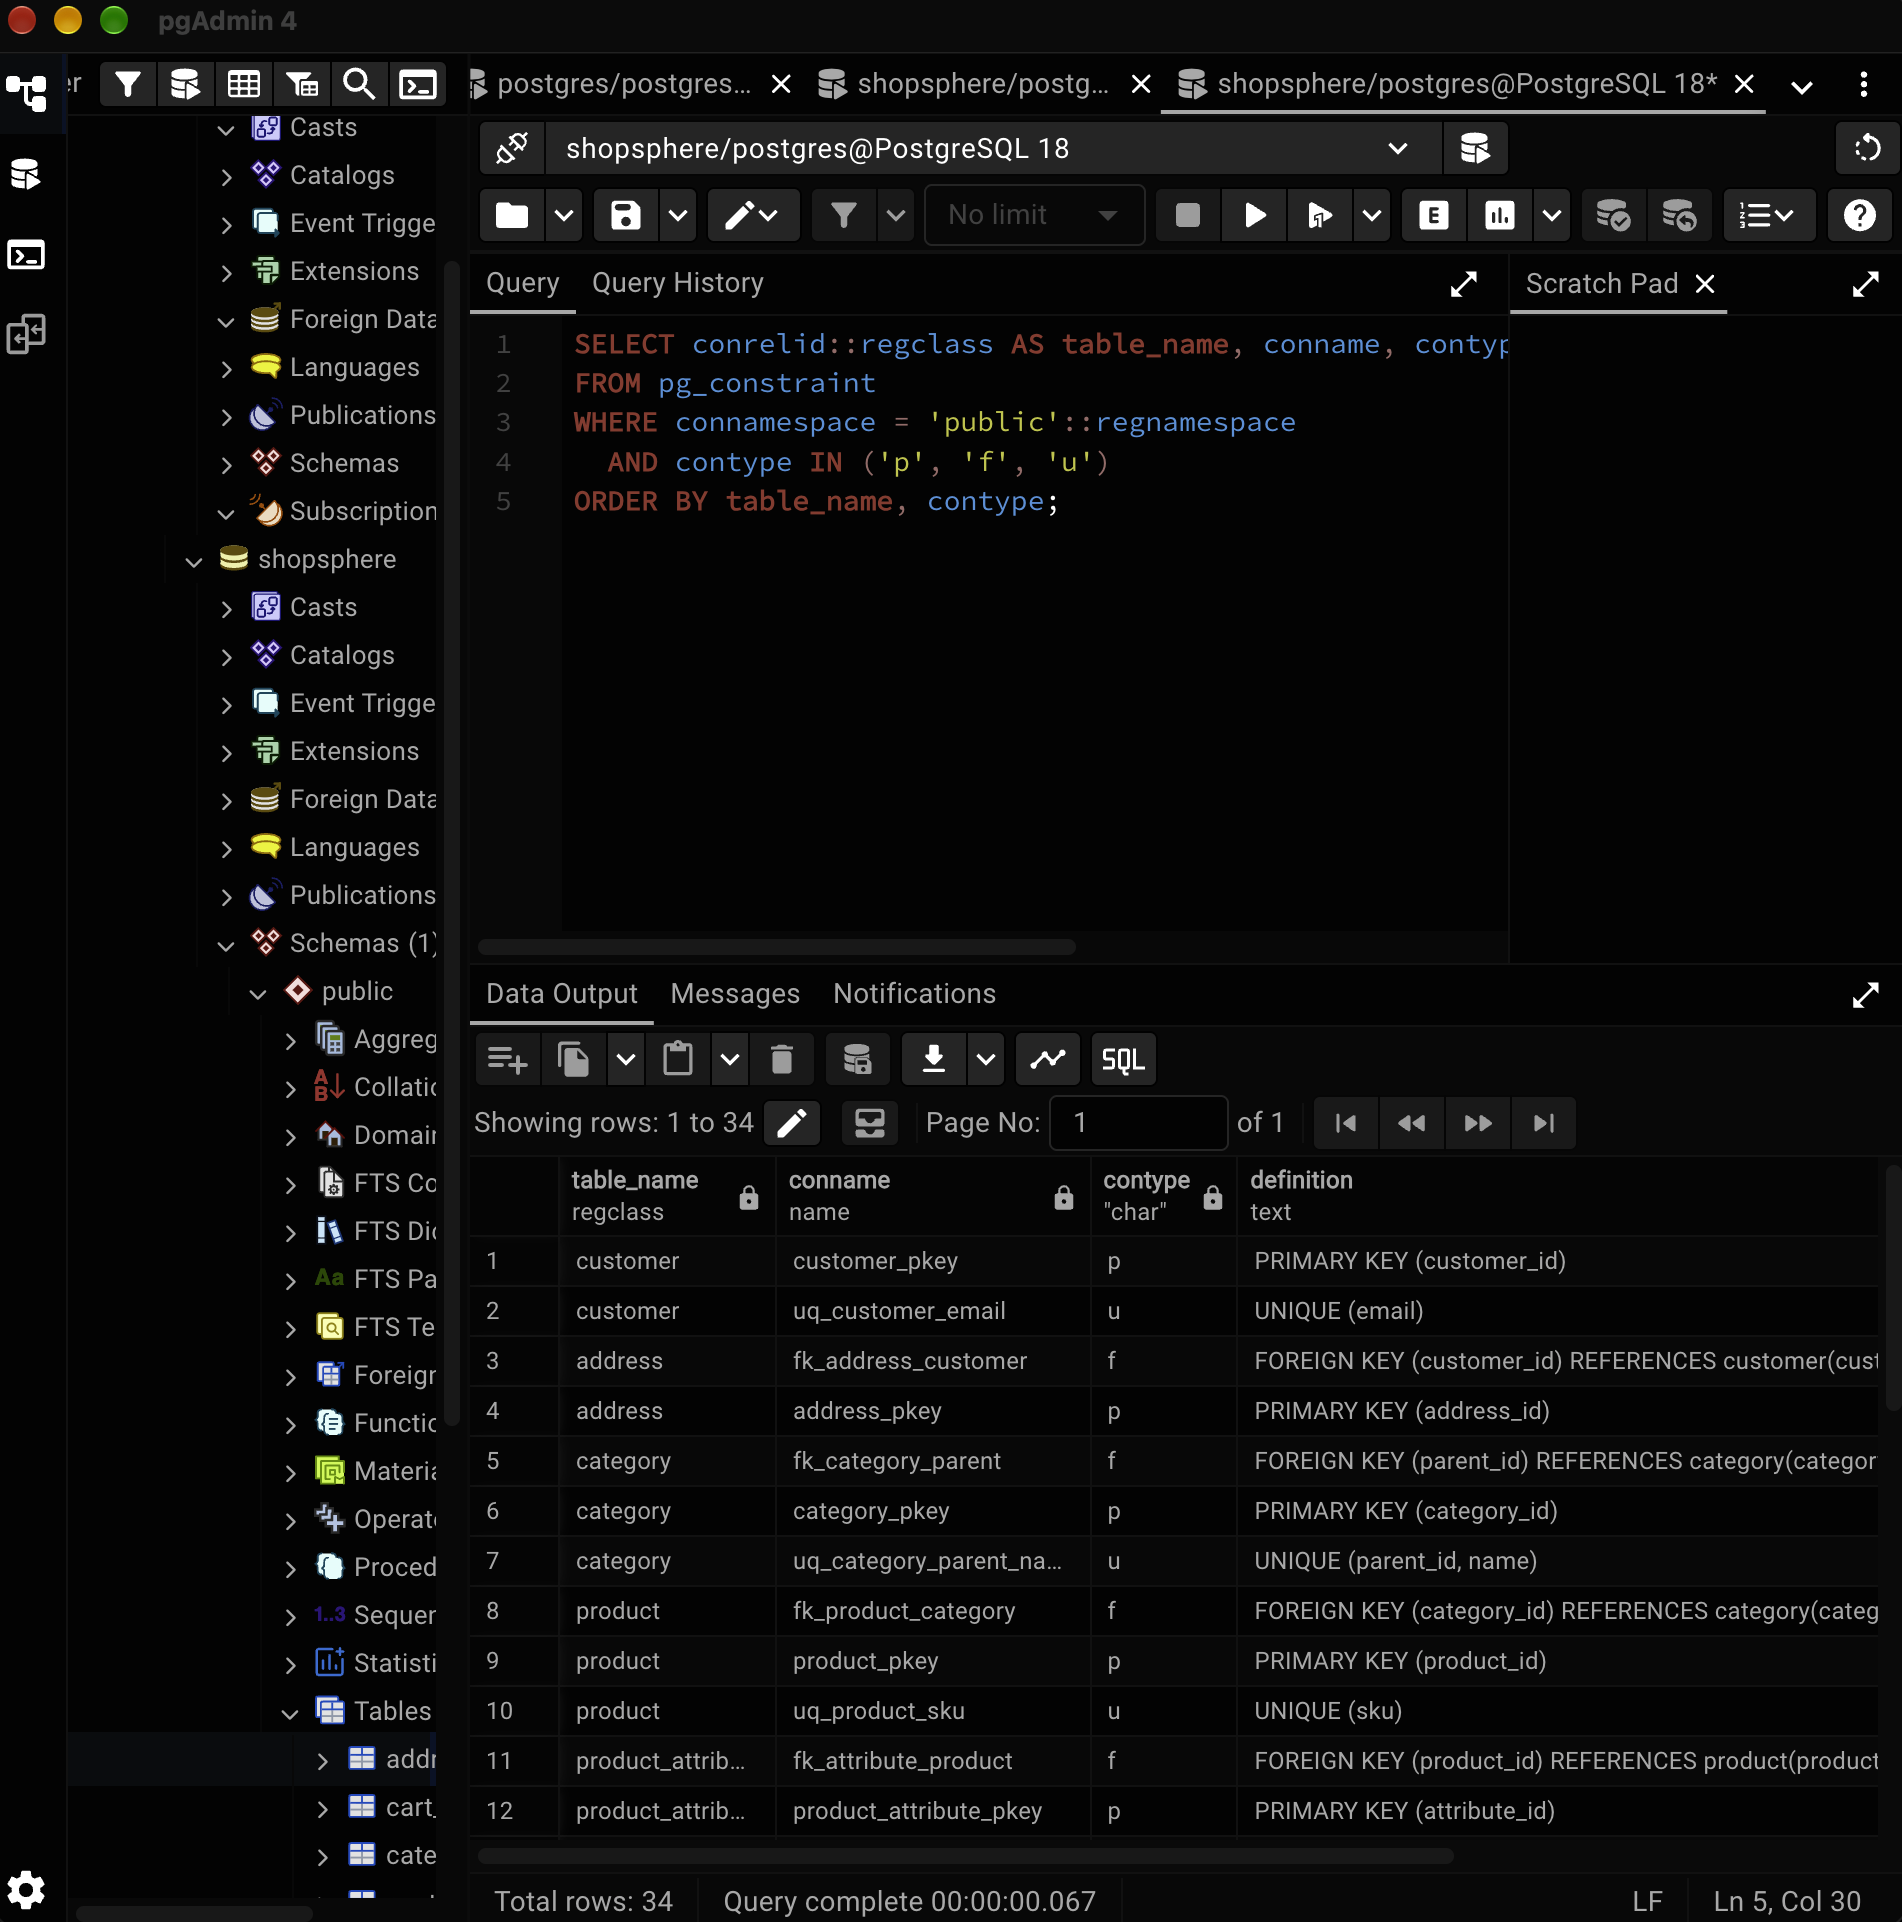 pgAdmin 4
er
postgres/postgres...
shopsphere/postg...
shopsphere/postgres@PostgreSQL 18*
shopsphere/postgres@PostgreSQL 18
No limit
Query
Query History
Scratch Pad
1 SELECT conrelid::regclass AS table_name, conname, contyp
2 FROM pg_constraint
3 WHERE connamespace = 'public'::regnamespace
4 AND contype IN ('p', 'f', 'u')
5 ORDER BY table_name, contype;
Casts
Catalogs
Event Trigge
Extensions
Foreign Data
Languages
Publications
Schemas
Subscription
shopsphere
Casts
Catalogs
Event Trigge
Extensions
Foreign Data
Languages
Publications
Schemas (1)
public
Aggreg
Collatio
Domain
FTS Co
FTS Dic
Aa FTS Pa
FTS Te
Foreign
Functio
Materia
Operato
Proced
1..3 Sequen
Statisti
Tables
addr
cart_
cate
Data Output
Messages
Notifications
SQL
Showing rows: 1 to 34
Page No: 1 of 1
table_name regclass
conname name
contype "char"
definition text
1 customer customer_pkey p PRIMARY KEY (customer_id)
2 customer uq_customer_email u UNIQUE (email)
3 address fk_address_customer f FOREIGN KEY (customer_id) REFERENCES customer(cust
4 address address_pkey p PRIMARY KEY (address_id)
5 category fk_category_parent f FOREIGN KEY (parent_id) REFERENCES category(categor
6 category category_pkey p PRIMARY KEY (category_id)
7 category uq_category_parent_na... u UNIQUE (parent_id, name)
8 product fk_product_category f FOREIGN KEY (category_id) REFERENCES category(categ
9 product product_pkey p PRIMARY KEY (product_id)
10 product uq_product_sku u UNIQUE (sku)
11 product_attrib... fk_attribute_product f FOREIGN KEY (product_id) REFERENCES product(product
12 product_attrib... product_attribute_pkey p PRIMARY KEY (attribute_id)
Total rows: 34
Query complete 00:00:00.067
LF
Ln 5, Col 30